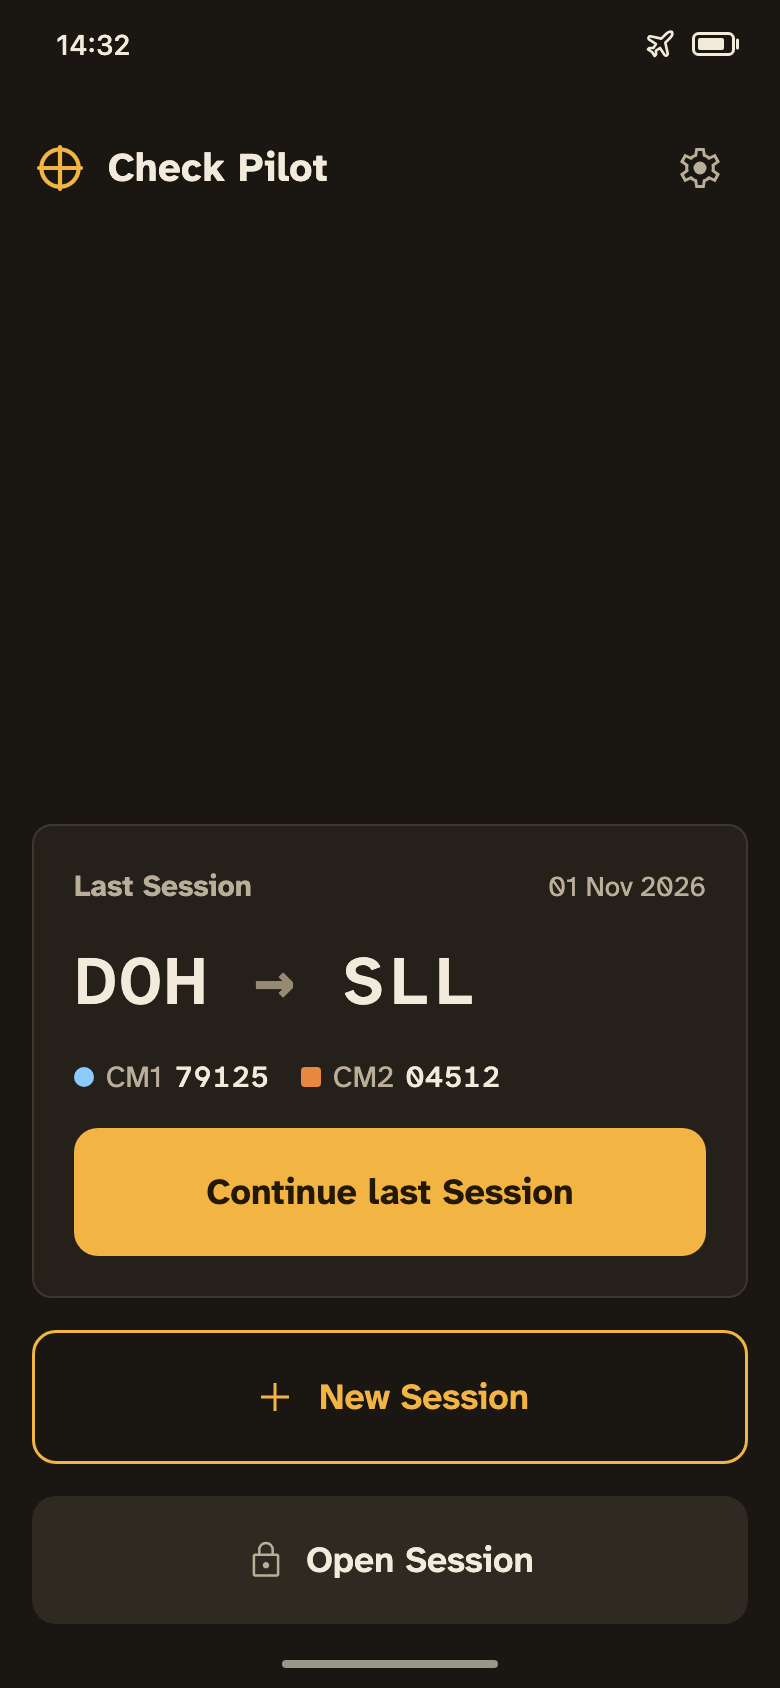 14:32
Check Pilot
Last Session 01 Nov 2026
DOH → SLL
CM1 79125 CM2 04512
Continue last Session
+ New Session
Open Session